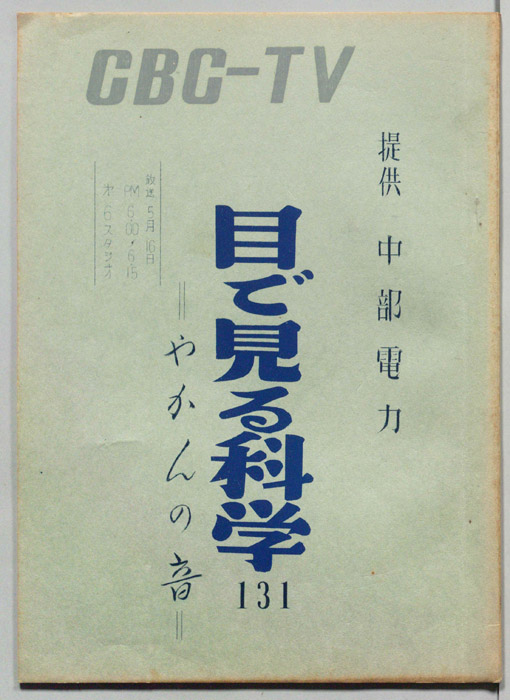 CBC-TV
提供 中部電力
目で見る科学
131
=やかんの音=
放送 5月16日
PM 6.00~6.15
オ6スタジオ